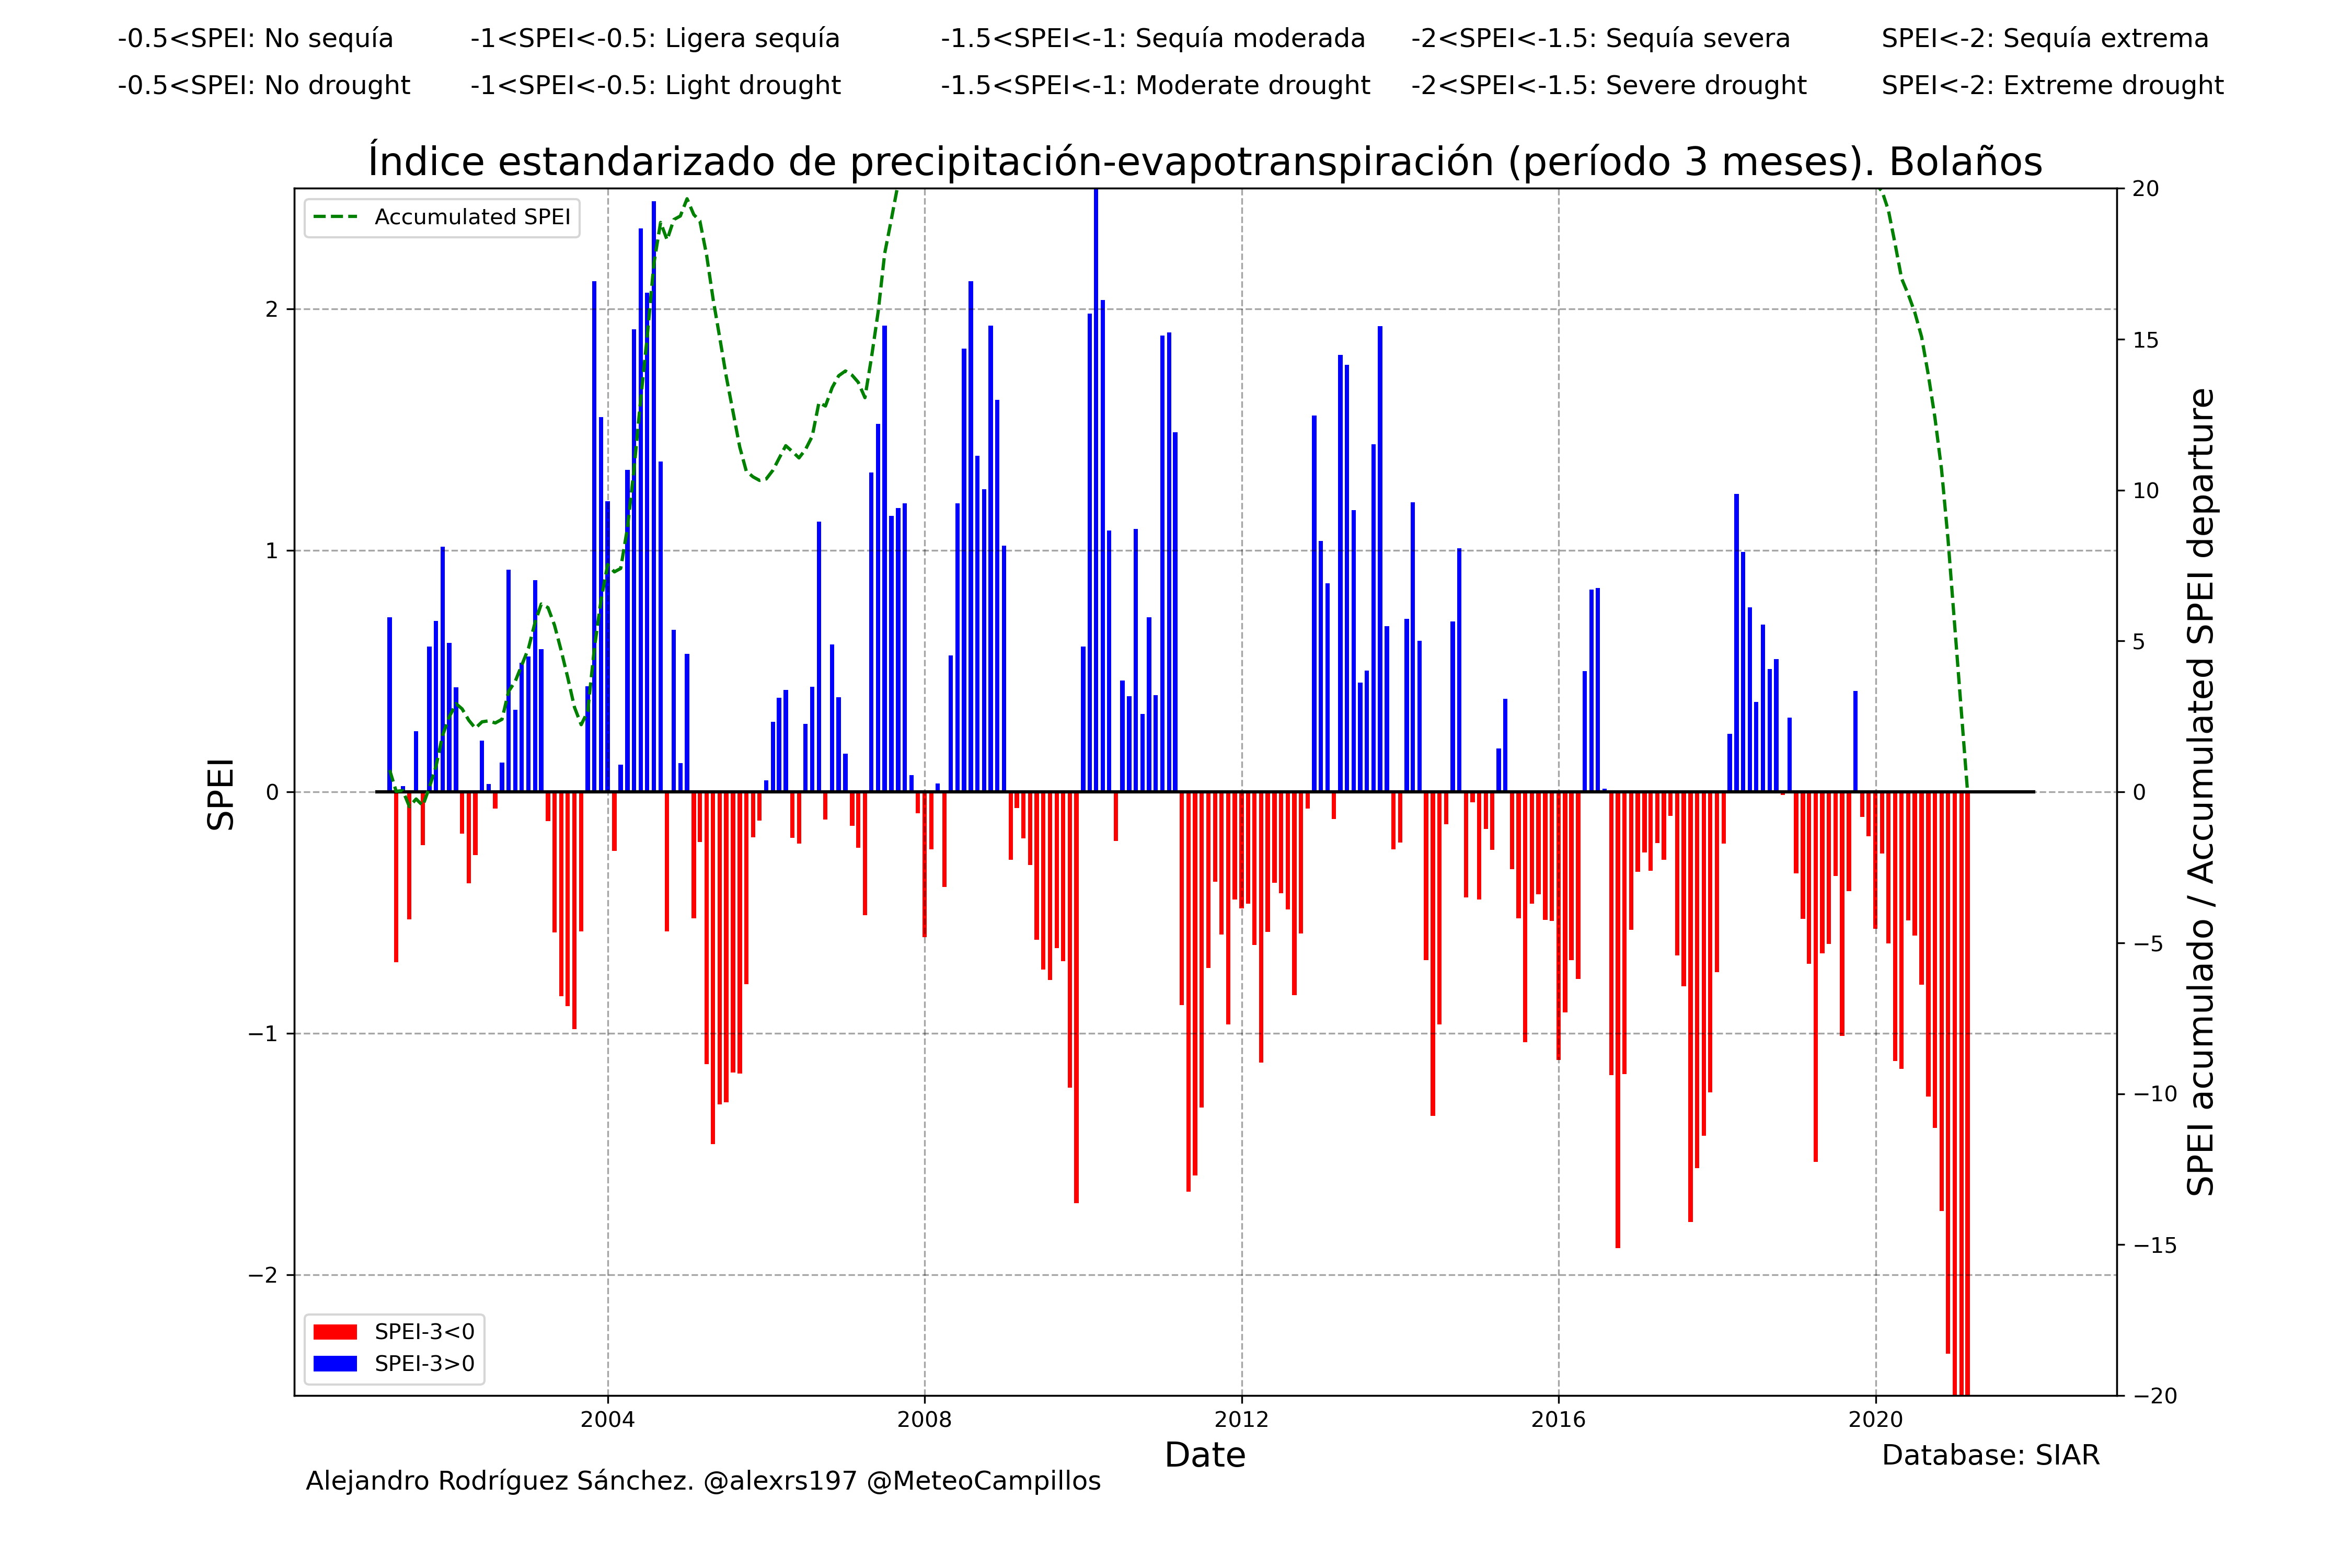 -0.5<SPEI: No sequía -1<SPEI<-0.5: Ligera sequía -1.5<SPEI<-1: Sequía moderada -2<SPEI<-1.5: Sequía severa SPEI<-2: Sequía extrema
-0.5<SPEI: No drought -1<SPEI<-0.5: Light drought -1.5<SPEI<-1: Moderate drought -2<SPEI<-1.5: Severe drought SPEI<-2: Extreme drought
Índice estandarizado de precipitación-evapotranspiración (período 3 meses). Bolaños
Accumulated SPEI
2
1
0
−1
−2
SPEI
20
15
10
5
0
−5
−10
−15
−20
SPEI acumulado / Accumulated SPEI departure
SPEI-3<0
SPEI-3>0
2004 2008 2012 2016 2020
Date
Database: SIAR
Alejandro Rodríguez Sánchez. @alexrs197 @MeteoCampillos